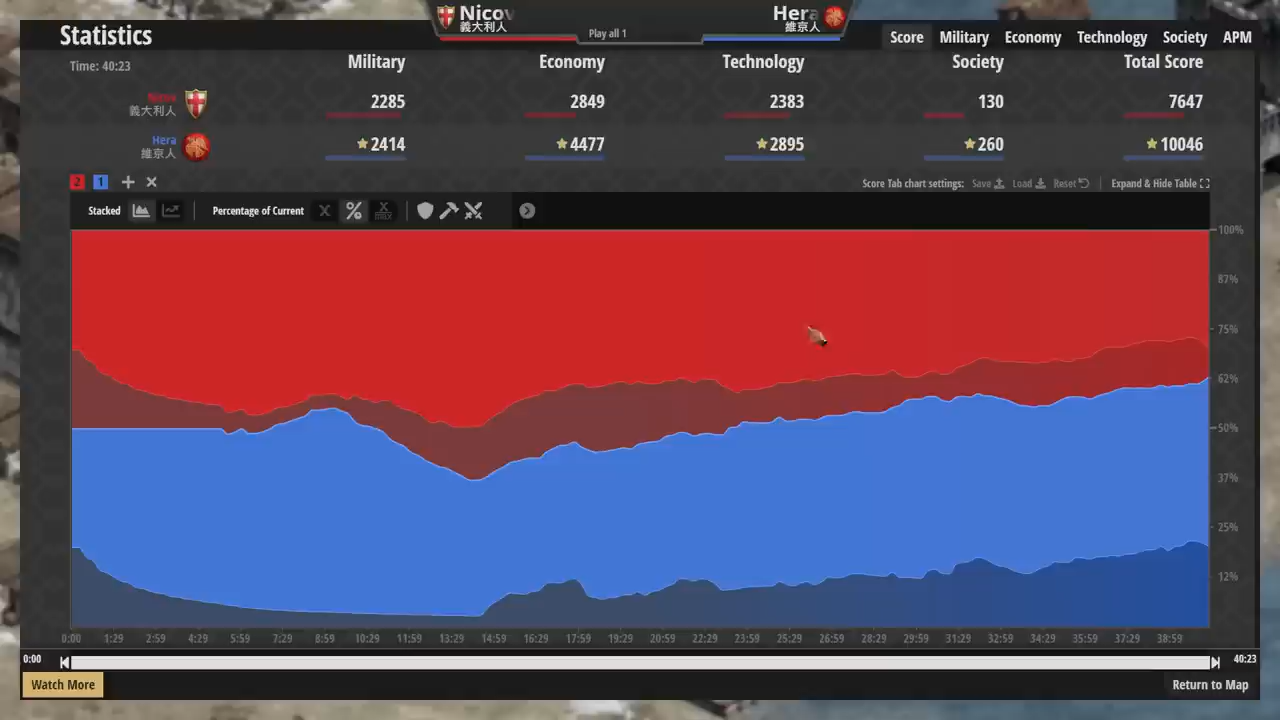 Nicov
義大利人
Play all 1
Hera
維京人
Statistics
Score Military Economy Technology Society APM
Time: 40:23
Military Economy Technology Society Total Score
Nicov
義大利人
2285 2849 2383 130 7647
Hera
維京人
2414 4477 2895 260 10046
2 1
Score Tab chart settings: Save Load Reset Expand & Hide Table
Stacked Percentage of Current X %
100%
87%
75%
62%
50%
37%
25%
12%
0:00 1:29 2:59 4:29 5:59 7:29 8:59 10:29 11:59 13:29 14:59 16:29 17:59 19:29 20:59 22:29 23:59 25:29 26:59 28:29 29:59 31:29 32:59 34:29 35:59 37:29 38:59
0:00 40:23
Watch More Return to Map